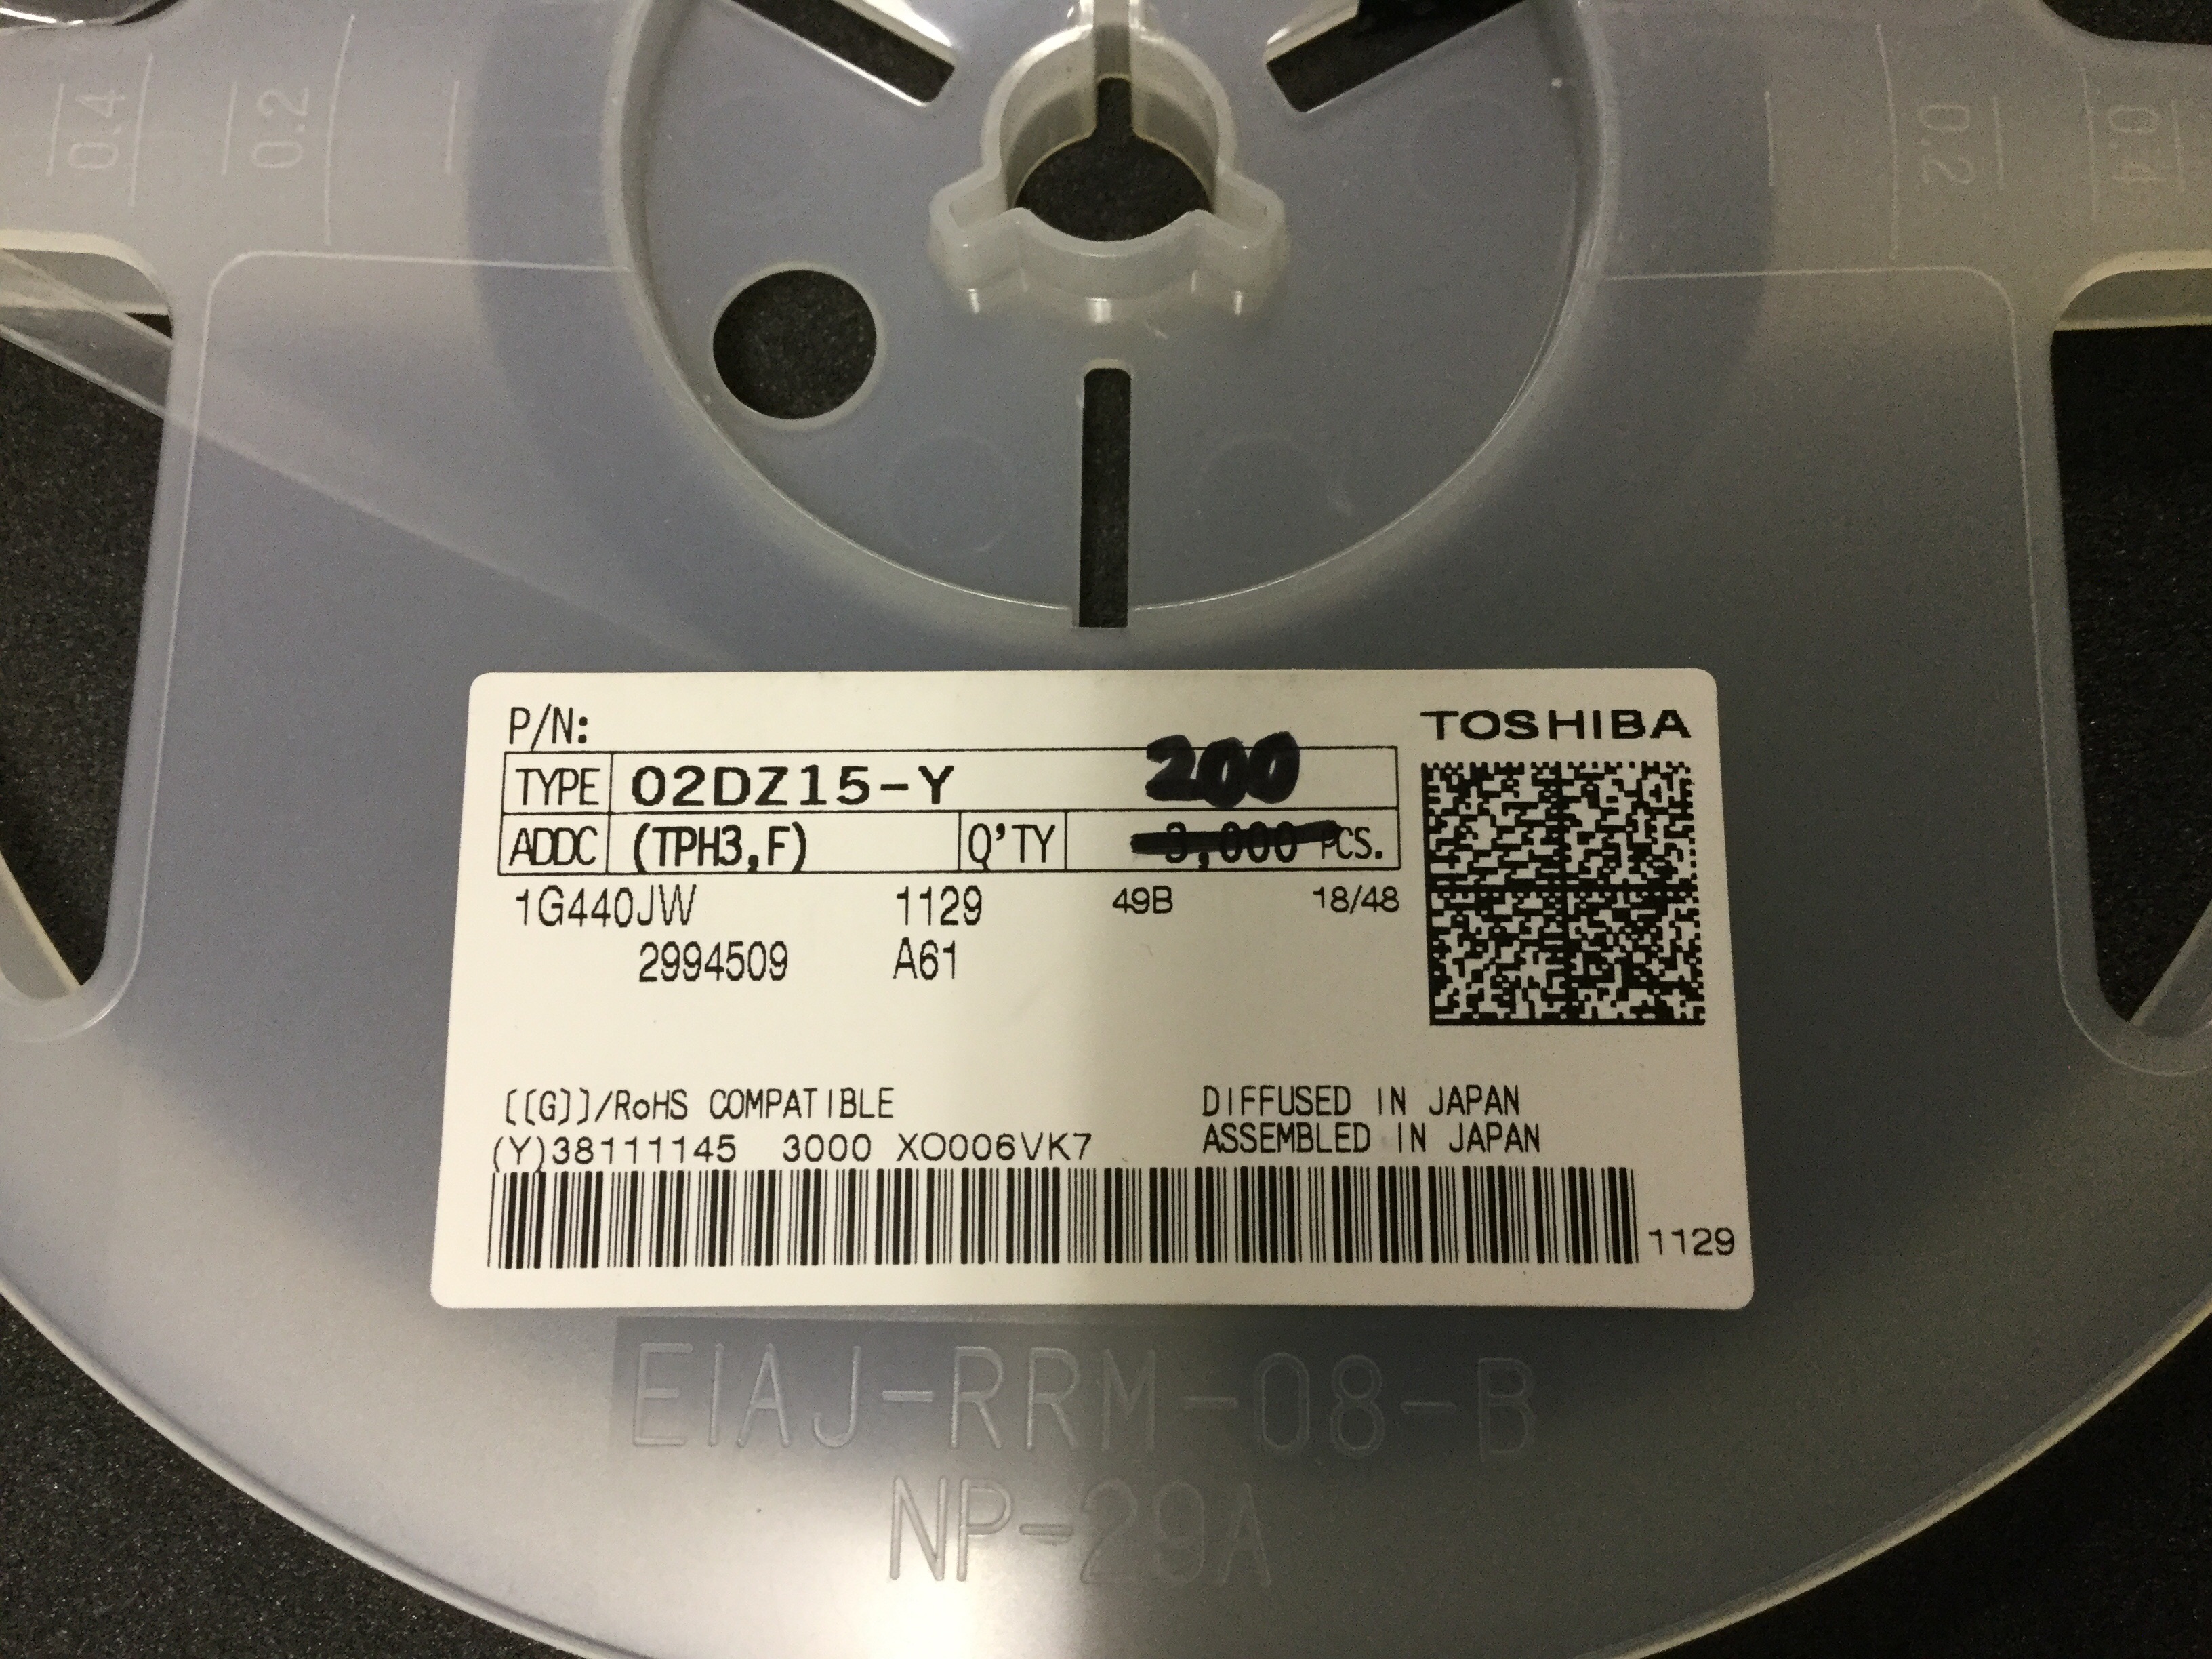 0.4 0.2 0.2 0.4
P/N: TOSHIBA
200
TYPE 02DZ15-Y
ADDC (TPH3,F) Q'TY 3,000 PCS.
1G440JW 1129 49B 18/48
2994509 A61
[[G]]/RoHS COMPATIBLE DIFFUSED IN JAPAN
(Y)38111145 3000 XO006VK7 ASSEMBLED IN JAPAN
1129
EIAJ-RRM-08-B
NP-29A